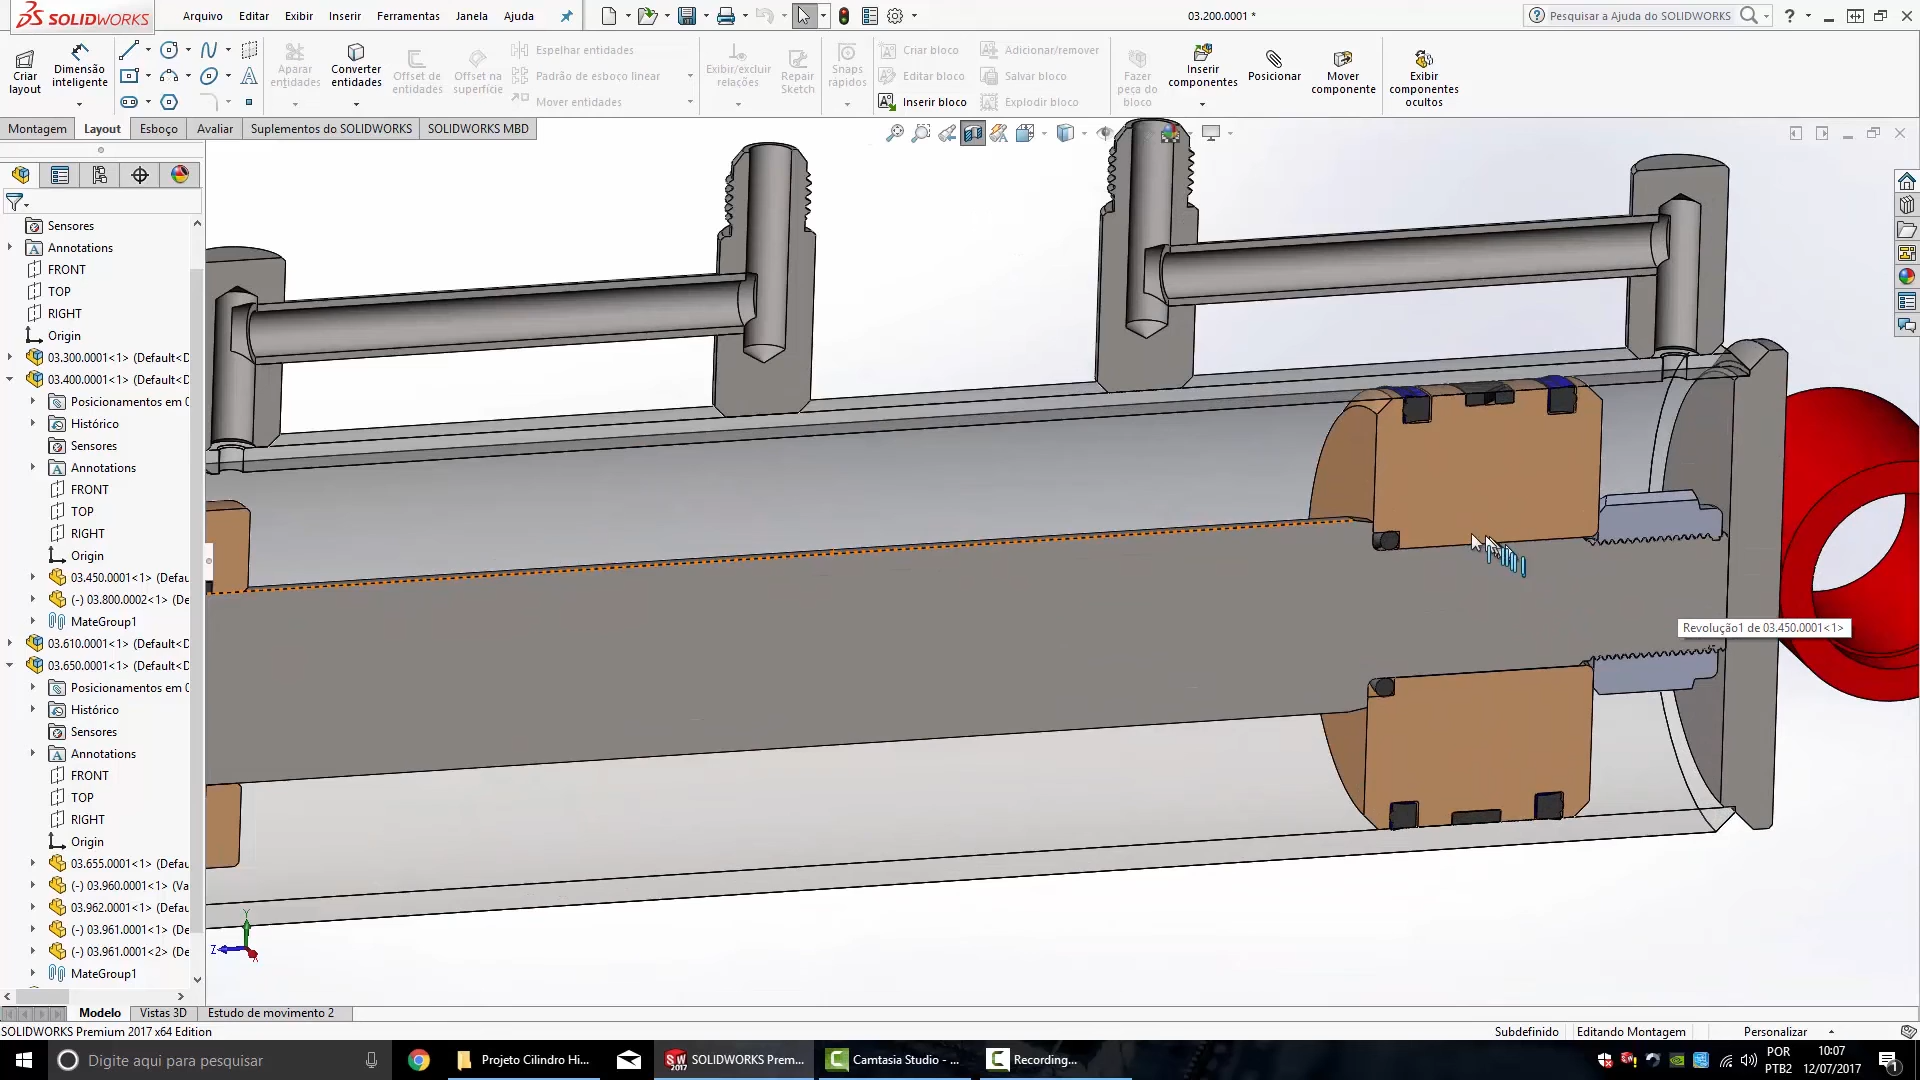 SOLIDWORKS
Arquivo Editar Exibir Inserir Ferramentas Janela Ajuda
03.200.0001 *
Pesquisar a Ajuda do SOLIDWORKS
Criar layout
Dimensão inteligente
Aparar entidades
Converter entidades
Offset de entidades
Offset na superfície
Espelhar entidades
Padrão de esboço linear
Mover entidades
Exibir/excluir relações
Repair Sketch
Snaps rápidos
Criar bloco
Editar bloco
Inserir bloco
Adicionar/remover
Salvar bloco
Explodir bloco
Fazer peça do bloco
Inserir componentes
Posicionar
Mover componente
Exibir componentes ocultos
Montagem Layout Esboço Avaliar Suplementos do SOLIDWORKS SOLIDWORKS MBD
Sensores
Annotations
FRONT
TOP
RIGHT
Origin
03.300.0001<1> (Default<D
03.400.0001<1> (Default<D
Posicionamentos em
Histórico
Sensores
Annotations
FRONT
TOP
RIGHT
Origin
03.450.0001<1> (Defau
(-) 03.800.0002<1> (De
MateGroup1
03.610.0001<1> (Default<D
03.650.0001<1> (Default<D
Posicionamentos em
Histórico
Sensores
Annotations
FRONT
TOP
RIGHT
Origin
03.655.0001<1> (Defau
(-) 03.960.0001<1> (Va
03.962.0001<1> (Defau
(-) 03.961.0001<1> (De
(-) 03.961.0001<2> (De
MateGroup1
Revolução1 de 03.450.0001<1>
Y
Z
X
Modelo Vistas 3D Estudo de movimento 2
SOLIDWORKS Premium 2017 x64 Edition
Subdefinido Editando Montagem Personalizar
Digite aqui para pesquisar
Projeto Cilindro Hi...
SOLIDWORKS Prem...
Camtasia Studio - ...
Recording...
POR
PTB2
10:07
12/07/2017